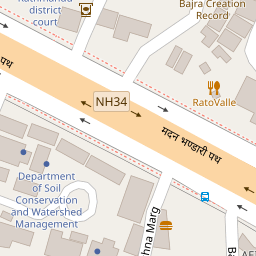 district
court
Bajra Creation
Record
RatoValle
NH34
पथ
मदन भण्डारी पथ
Department
of Soil
Conservation
and Watershed
Management
hna Marg